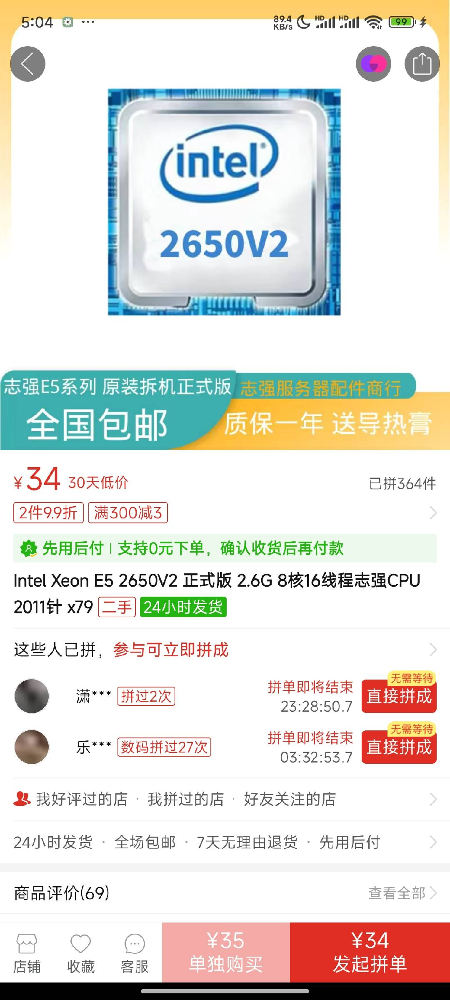 5:04 ··· 89.4 KB/s HD HD 99
intel®
2650V2
志强E5系列 原装拆机正式版 志强服务器配件商行
全国包邮 质保一年 送导热膏
¥34 30天低价 已拼364件
2件9.9折 满300减3
先用后付 | 支持0元下单，确认收货后再付款
Intel Xeon E5 2650V2 正式版 2.6G 8核16线程志强CPU
2011针 x79 二手 24小时发货
这些人已拼，参与可立即拼成
无需等待
潇*** 拼过2次 拼单即将结束 直接拼成
23:28:50.7
无需等待
乐*** 数码拼过27次 拼单即将结束 直接拼成
03:32:53.7
我好评过的店 · 我拼过的店 · 好友关注的店
24小时发货 · 全场包邮 · 7天无理由退货 · 先用后付
商品评价(69) 查看全部
¥35 ¥34
店铺 收藏 客服 单独购买 发起拼单